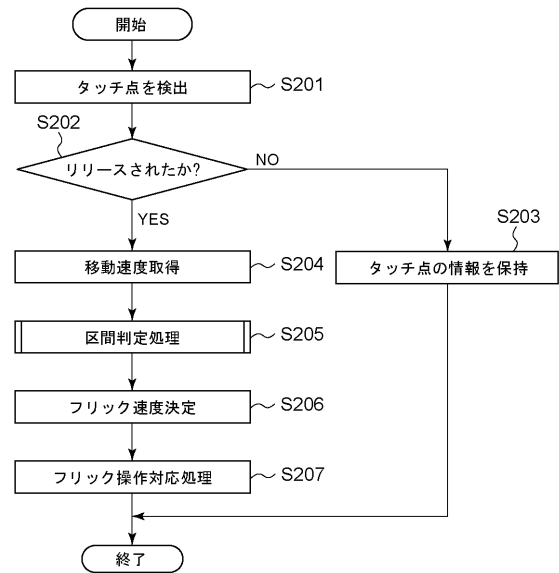 開始
タッチ点を検出
S201
S202
リリースされたか?
NO
YES
S203
タッチ点の情報を保持
移動速度取得
S204
区間判定処理
S205
フリック速度決定
S206
フリック操作対応処理
S207
終了